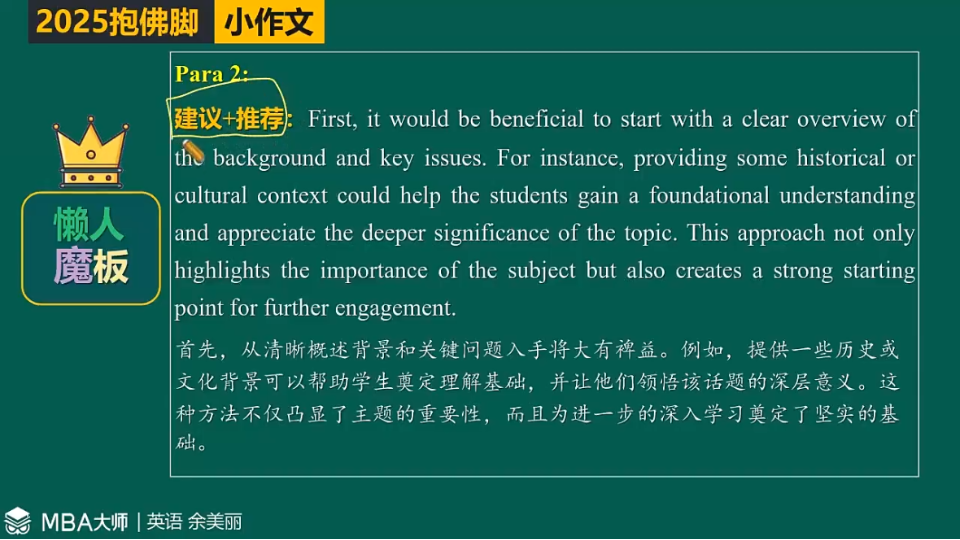 2025抱佛脚 小作文
Para 2:
建议+推荐：First, it would be beneficial to start with a clear overview of
the background and key issues. For instance, providing some historical or
cultural context could help the students gain a foundational understanding
and appreciate the deeper significance of the topic. This approach not only
highlights the importance of the subject but also creates a strong starting
point for further engagement.
首先，从清晰概述背景和关键问题入手将大有裨益。例如，提供一些历史或
文化背景可以帮助学生奠定理解基础，并让他们领悟该话题的深层意义。这
种方法不仅凸显了主题的重要性，而且为进一步的深入学习奠定了坚实的基
础。
懒人
魔板
MBA大师 | 英语 余美丽